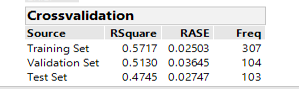 Crossvalidation
Source RSquare RASE Freq
Training Set 0.5717 0.02503 307
Validation Set 0.5130 0.03645 104
Test Set 0.4745 0.02747 103